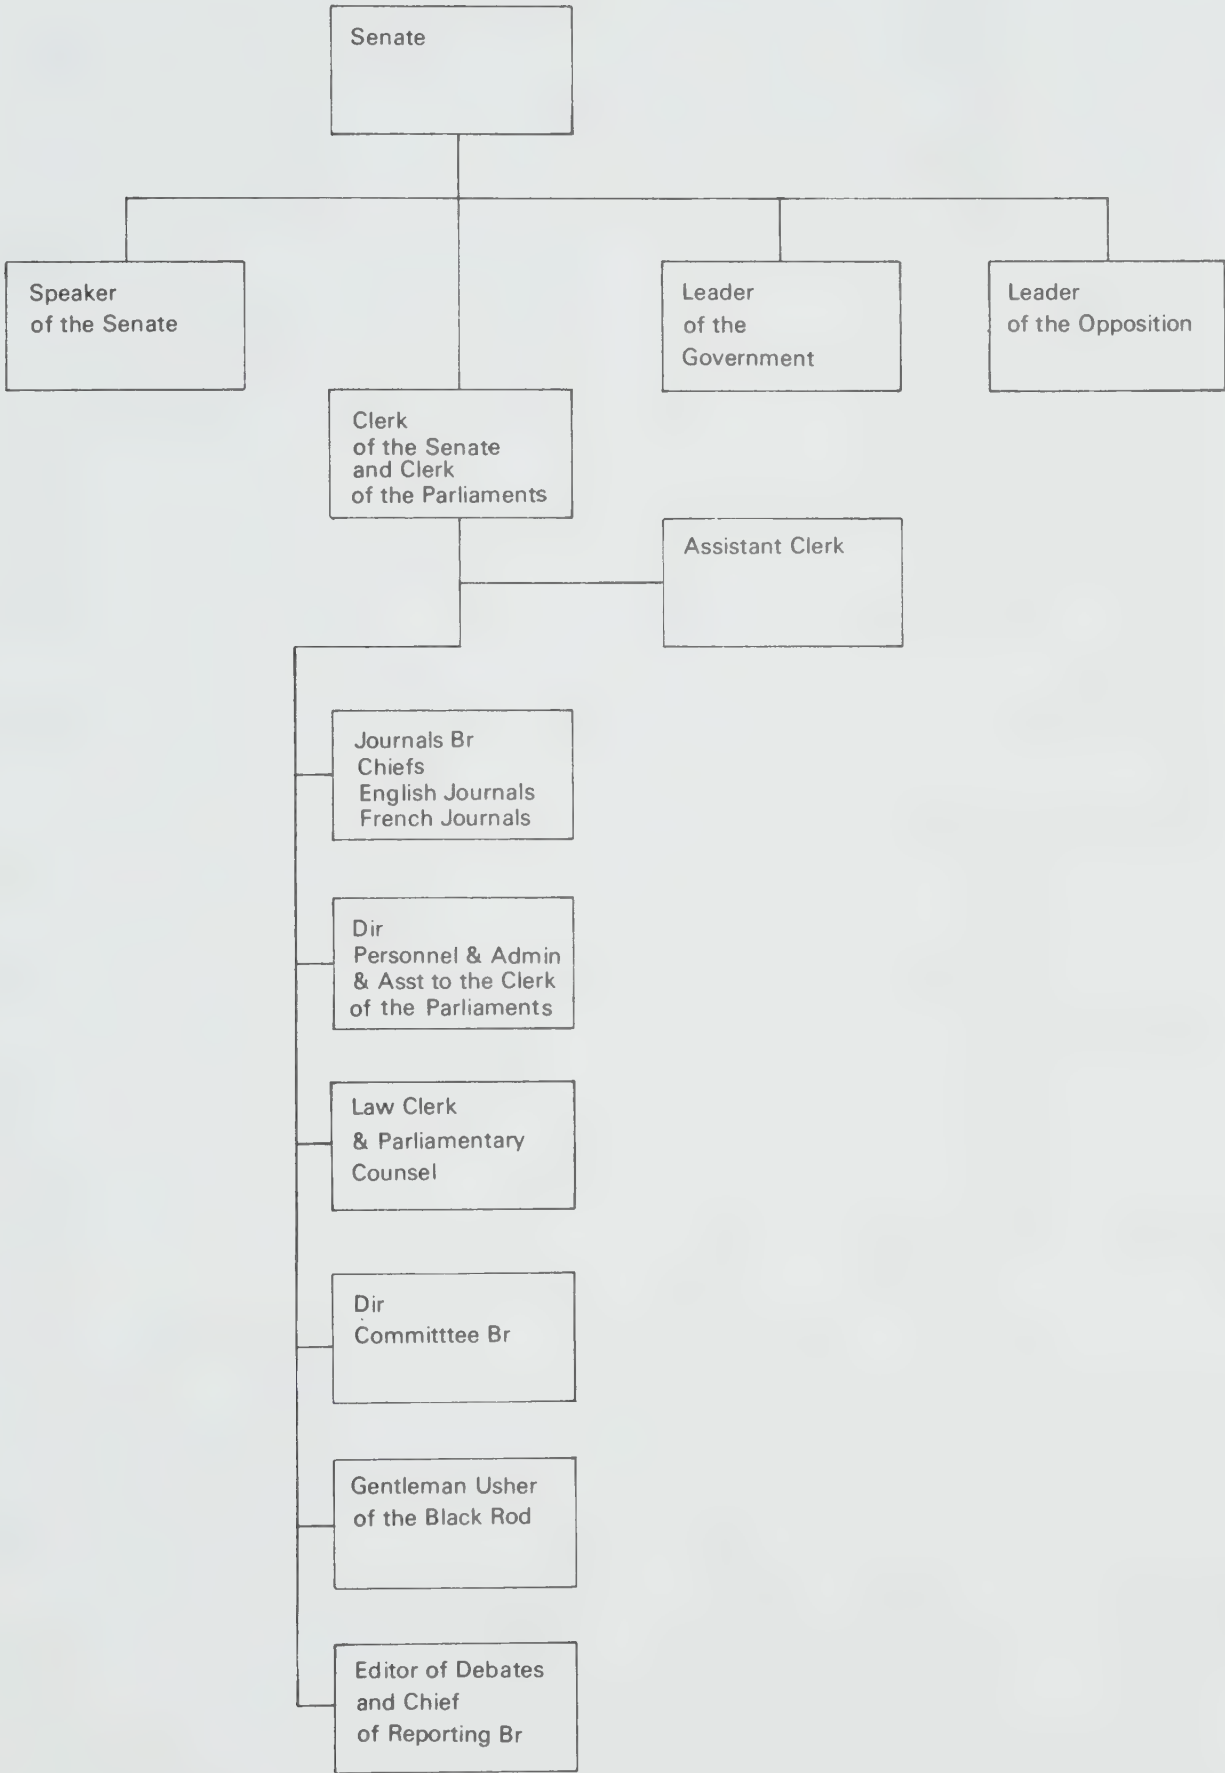 Senate
Speaker
of the Senate
Leader
of the
Government
Leader
of the Opposition
Clerk
of the Senate
and Clerk
of the Parliaments
Assistant Clerk
Journals Br
Chiefs
English Journals
French Journals
Dir
Personnel & Admin
& Asst to the Clerk
of the Parliaments
Law Clerk
& Parliamentary
Counsel
Dir
Committtee Br
Gentleman Usher
of the Black Rod
Editor of Debates
and Chief
of Reporting Br